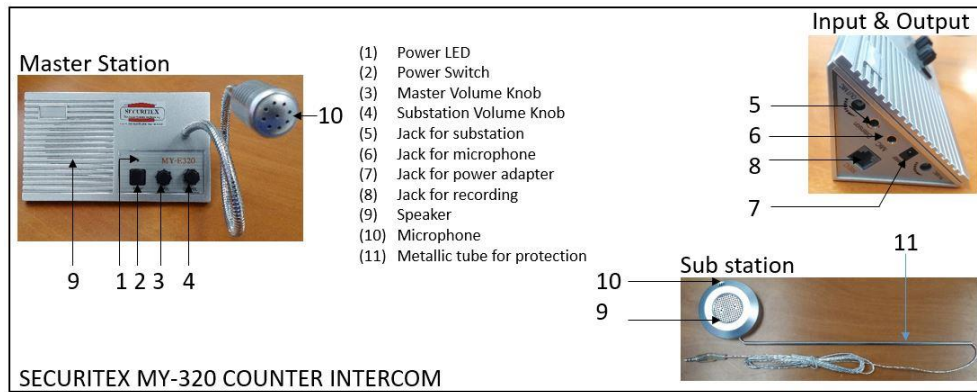 Input & Output
Master Station
SECURITEX
MY-E320
(1) Power LED
(2) Power Switch
(3) Master Volume Knob
(4) Substation Volume Knob
(5) Jack for substation
(6) Jack for microphone
(7) Jack for power adapter
(8) Jack for recording
(9) Speaker
(10) Microphone
(11) Metallic tube for protection
10
9
1
2
3
4
5
6
8
7
Sub station
11
10
9
SECURITEX MY-320 COUNTER INTERCOM